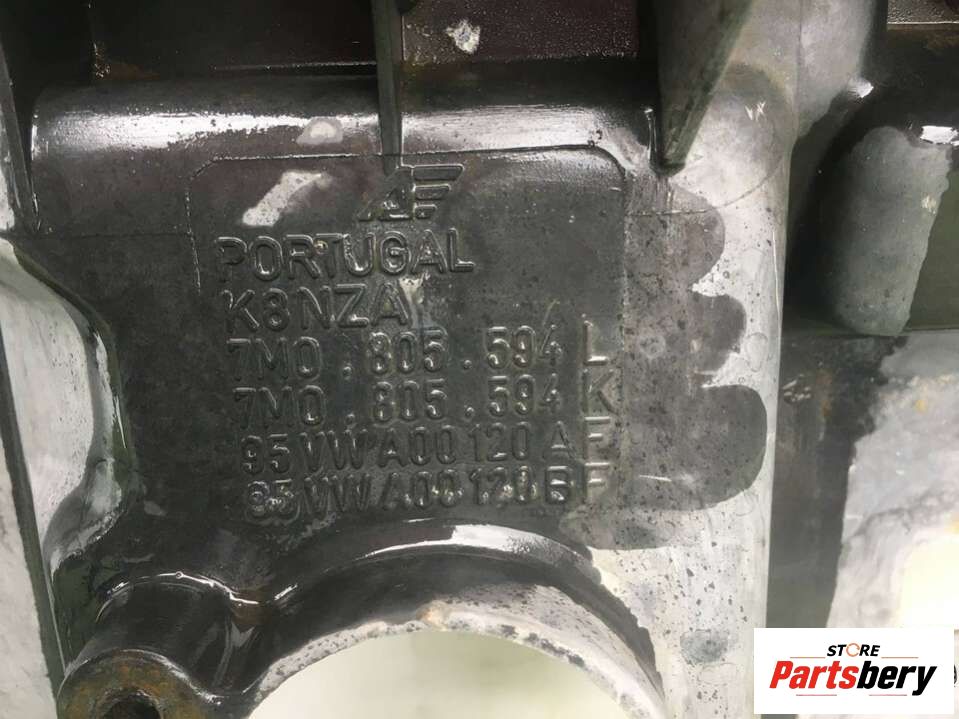 AF
PORTUGAL
K8NZA
7M0.805.594 L
7M0.805.594 K
95VWA00120AF
95VWA00120BF
STORE
Partsbery